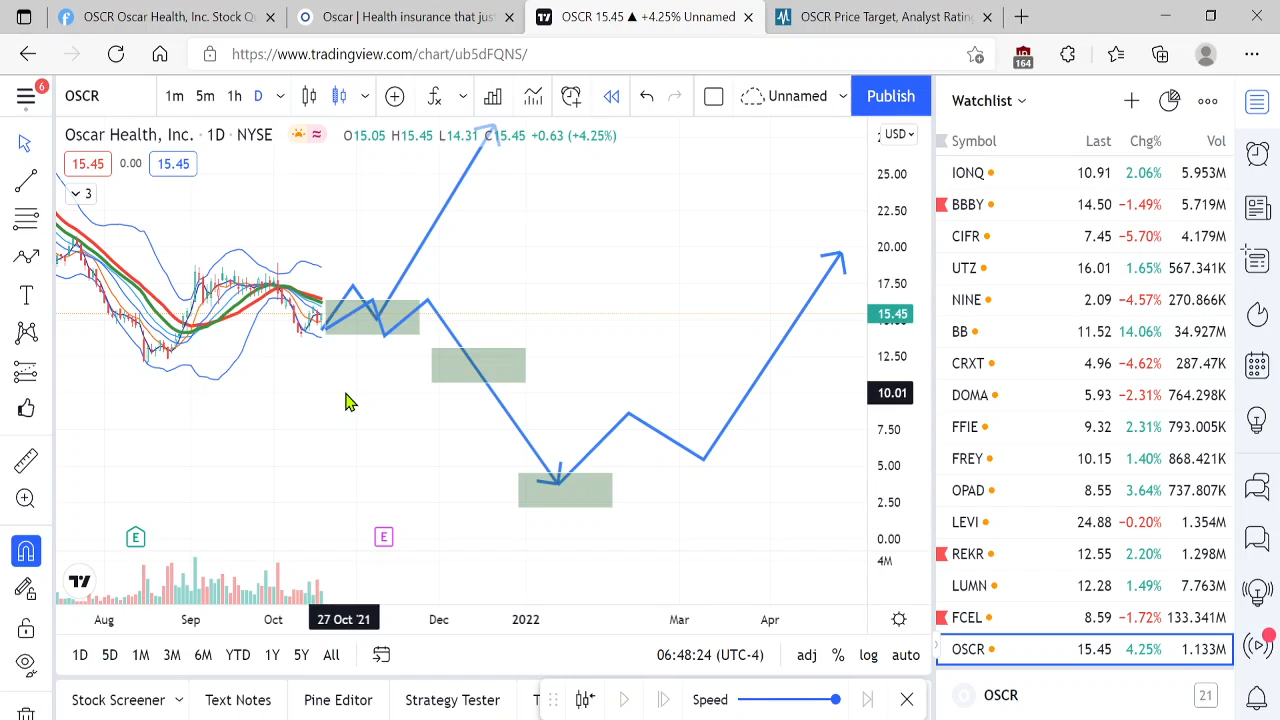 OSCR Oscar Health, Inc. Stock Q
Oscar | Health insurance that jus
OSCR 15.45 ▲ +4.25% Unnamed
OSCR Price Target, Analyst Rating
https://www.tradingview.com/chart/ub5dFQNS/
164
6
OSCR
1m 5m 1h D
Unnamed
Publish
Watchlist
Oscar Health, Inc. · 1D · NYSE
O15.05 H15.45 L14.31 C15.45 +0.63 (+4.25%)
USD
15.45 0.00 15.45
3
25.00
22.50
20.00
17.50
15.45
12.50
10.01
7.50
5.00
2.50
0.00
4M
E
E
Aug Sep Oct 27 Oct '21 Dec 2022 Mar Apr
1D 5D 1M 3M 6M YTD 1Y 5Y All
06:48:24 (UTC-4)
adj % log auto
Stock Screener
Text Notes
Pine Editor
Strategy Tester
Speed
Symbol Last Chg% Vol
IONQ 10.91 2.06% 5.953M
BBBY 14.50 −1.49% 5.719M
CIFR 7.45 −5.70% 4.179M
UTZ 16.01 1.65% 567.341K
NINE 2.09 −4.57% 270.866K
BB 11.52 14.06% 34.927M
CRXT 4.96 −4.62% 287.47K
DOMA 5.93 −2.31% 764.298K
FFIE 9.32 2.31% 793.005K
FREY 10.15 1.40% 868.421K
OPAD 8.55 3.64% 737.807K
LEVI 24.88 −0.20% 1.354M
REKR 12.55 2.20% 1.298M
LUMN 12.28 1.49% 7.763M
FCEL 8.59 −1.72% 133.341M
OSCR 15.45 4.25% 1.133M
OSCR
21